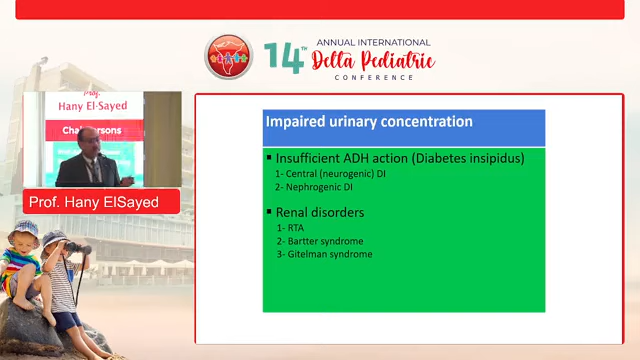 14TH
ANNUAL INTERNATIONAL
Delta Pediatric
CONFERENCE
Prof.
Hany El-Sayed
Chair Persons
Prof. Hany ElSayed
Impaired urinary concentration
▪ Insufficient ADH action (Diabetes insipidus)
1- Central (neurogenic) DI
2- Nephrogenic DI
▪ Renal disorders
1- RTA
2- Bartter syndrome
3- Gitelman syndrome